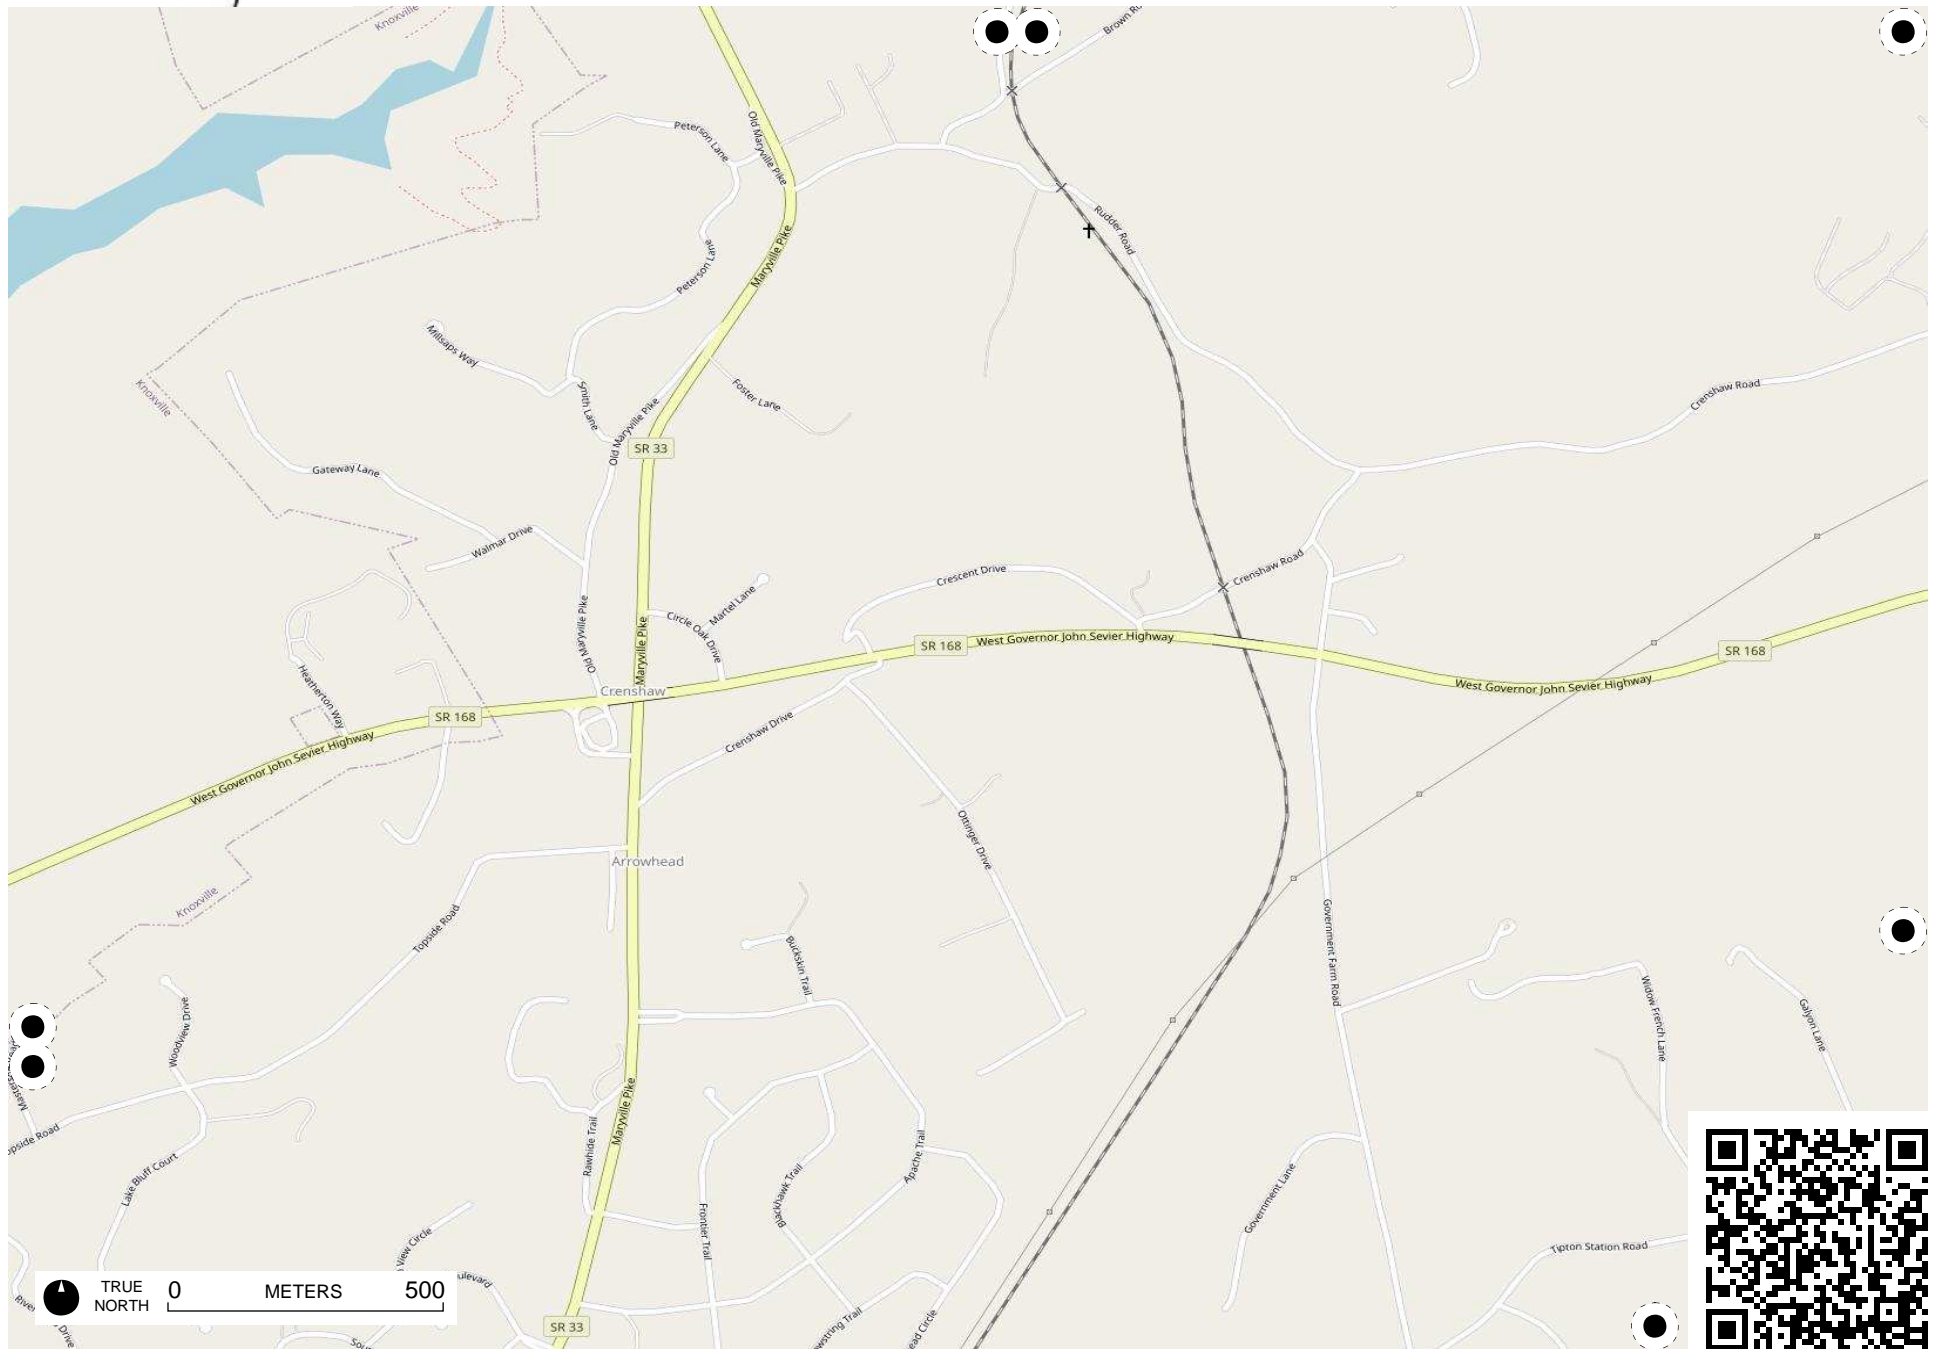 Knoxville
Brown
Old Maryville Pike
Peterson Lane
Rudder Road
Maryville Pike
Peterson Lane
Millsaps Way
Knoxville
Smith Lane
Foster Lane
Crenshaw Road
Old Maryville Pike
SR 33
Gateway Lane
Walmar Drive
Crescent Drive
Crenshaw Road
Martel Lane
Circle Oak Drive
Old Maryville Pike
Maryville Pike
SR 168
West Governor John Sevier Highway
SR 168
West Governor John Sevier Highway
Crenshaw
Heatherton Way
SR 168
West Governor John Sevier Highway
Crenshaw Drive
Ottinger Drive
Arrowhead
Knoxville
Topside Road
Government Farm Road
Buckskin Trail
Widow French Lane
Galyon Lane
Woodview Drive
Maryville Pike
Rawhide Trail
Apache Trail
Blackhawk Trail
Lake Bluff Court
Frontier Trail
Government Lane
View Circle
Tipton Station Road
TRUE
NORTH
0 METERS 500
SR 33
Drive